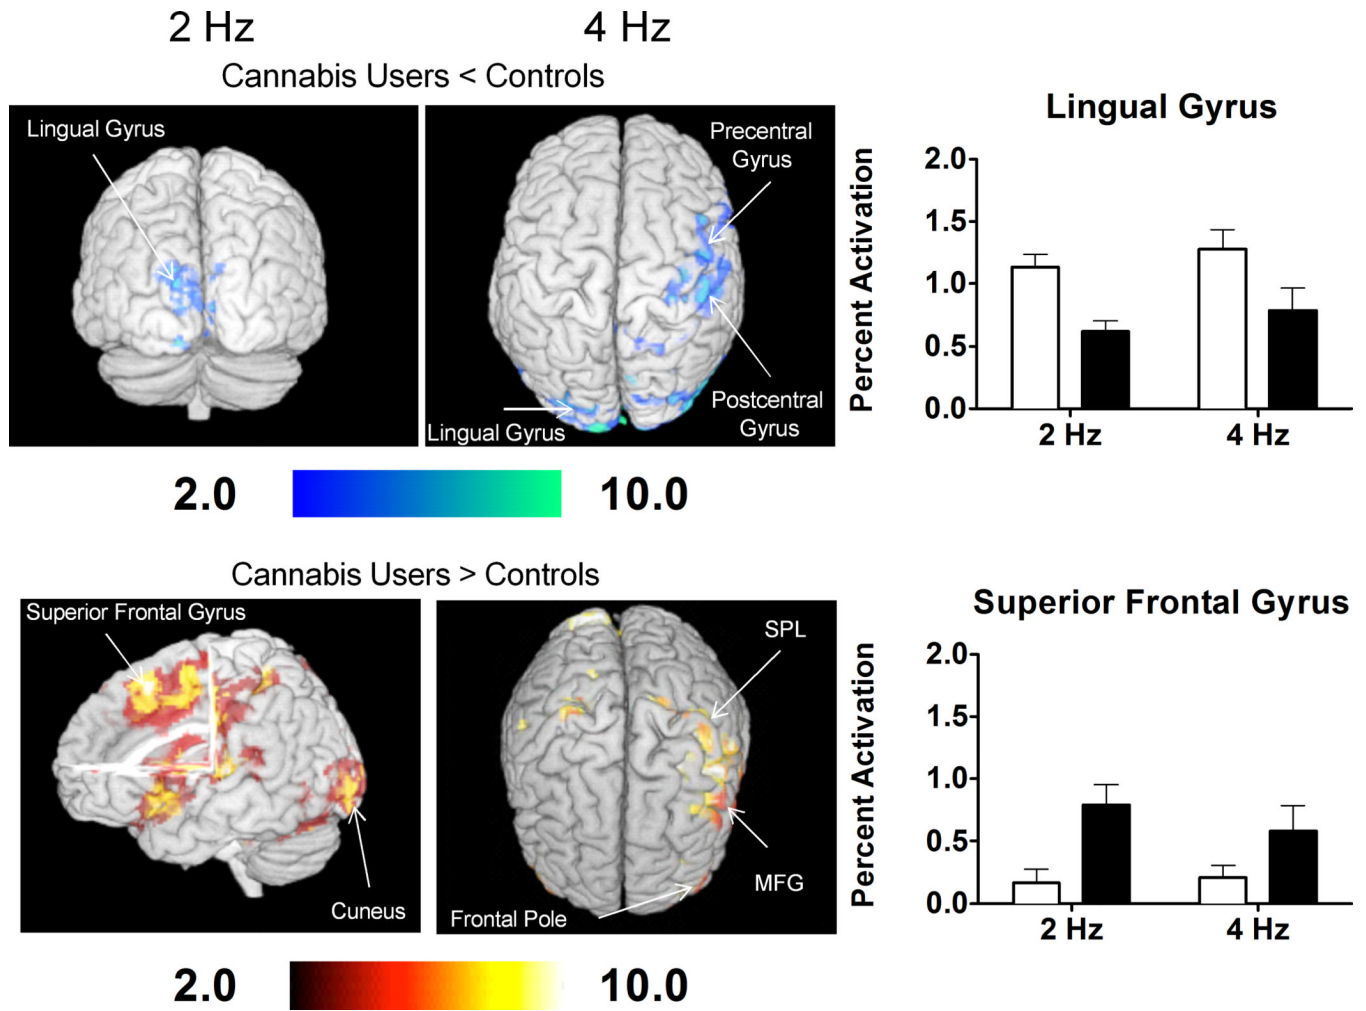 2 Hz
4 Hz
Cannabis Users < Controls
Lingual Gyrus
Precentral
Gyrus
Postcentral
Gyrus
Lingual Gyrus
2.0
10.0
Lingual Gyrus
Percent Activation
2.0
1.5
1.0
0.5
0.0
2 Hz
4 Hz
Cannabis Users > Controls
Superior Frontal Gyrus
Cuneus
SPL
MFG
Frontal Pole
2.0
10.0
Superior Frontal Gyrus
Percent Activation
2.0
1.5
1.0
0.5
0.0
2 Hz
4 Hz